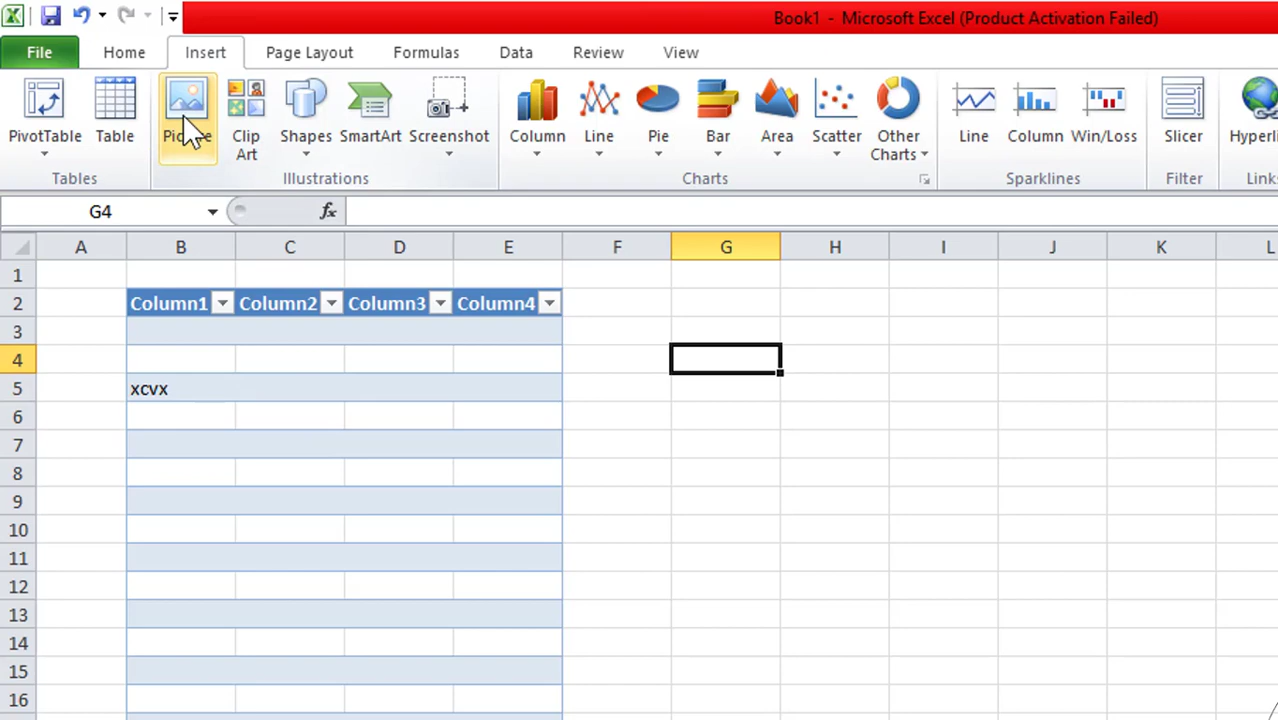 Book1 - Microsoft Excel (Product Activation Failed)
File Home Insert Page Layout Formulas Data Review View
PivotTable Table Clip Art Shapes SmartArt Screenshot Column Line Pie Bar Area Scatter Other Charts Line Column Win/Loss Slicer
Tables Illustrations Charts Sparklines Filter Links
G4 fx
A B C D E F G H I J K L
1
2 Column1 Column2 Column3 Column4
3
4
5 xcvx
6
7
8
9
10
11
12
13
14
15
16